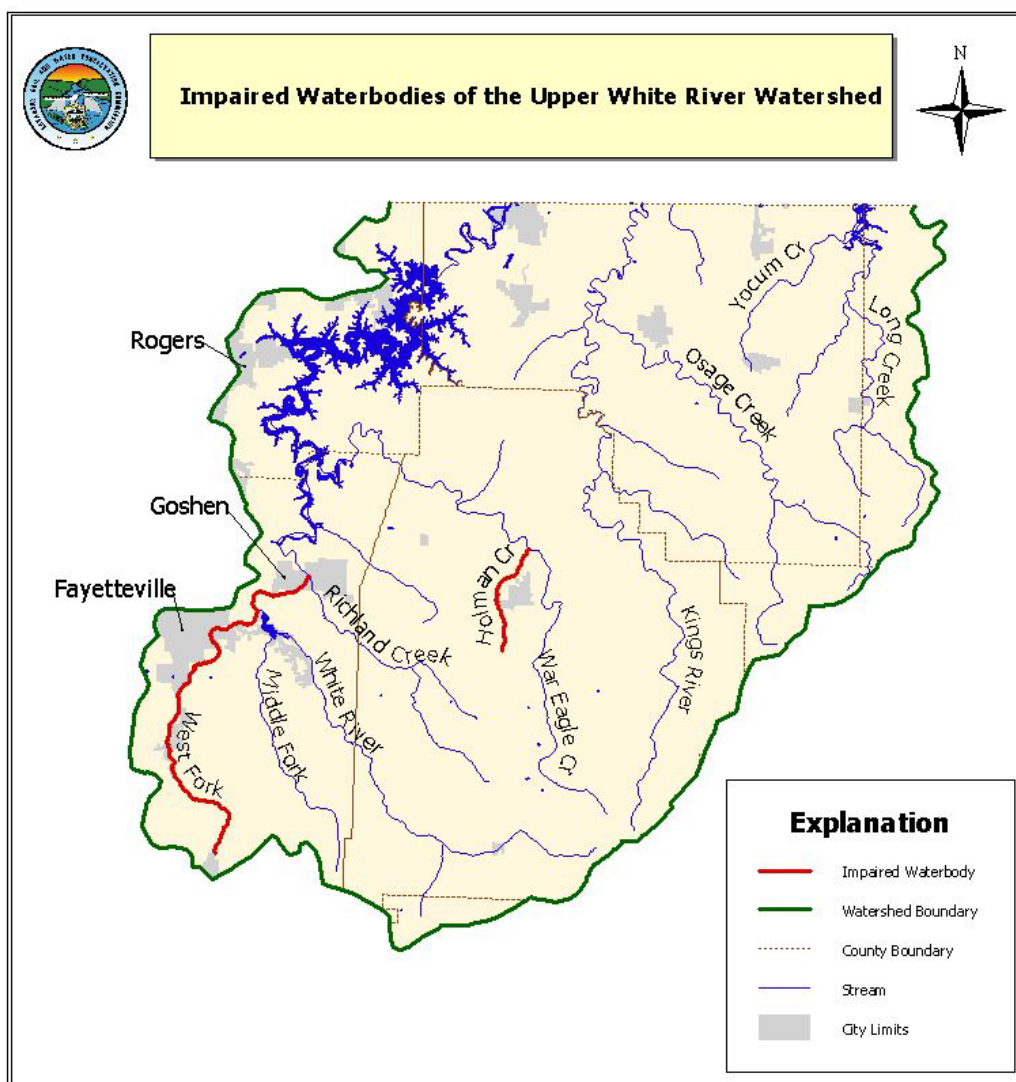 Impaired Waterbodies of the Upper White River Watershed
N
Yocum Cr
Long Creek
Rogers
Osage Creek
Goshen
Fayetteville
Holman Cr
Richland Creek
Kings River
White River
War Eagle Cr
Middle Fork
West Fork
Explanation
Impaired Waterbody
Watershed Boundary
County Boundary
Stream
City Limits